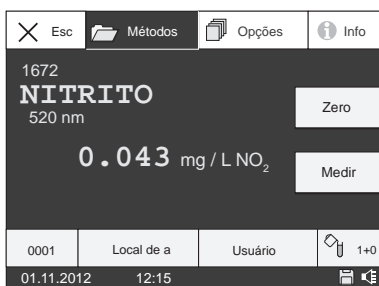 Esc Métodos Opções Info
1672
NITRITO
520 nm
Zero
0.043 mg / L NO₂
Medir
0001 Local de a Usuário 1+0
01.11.2012 12:15